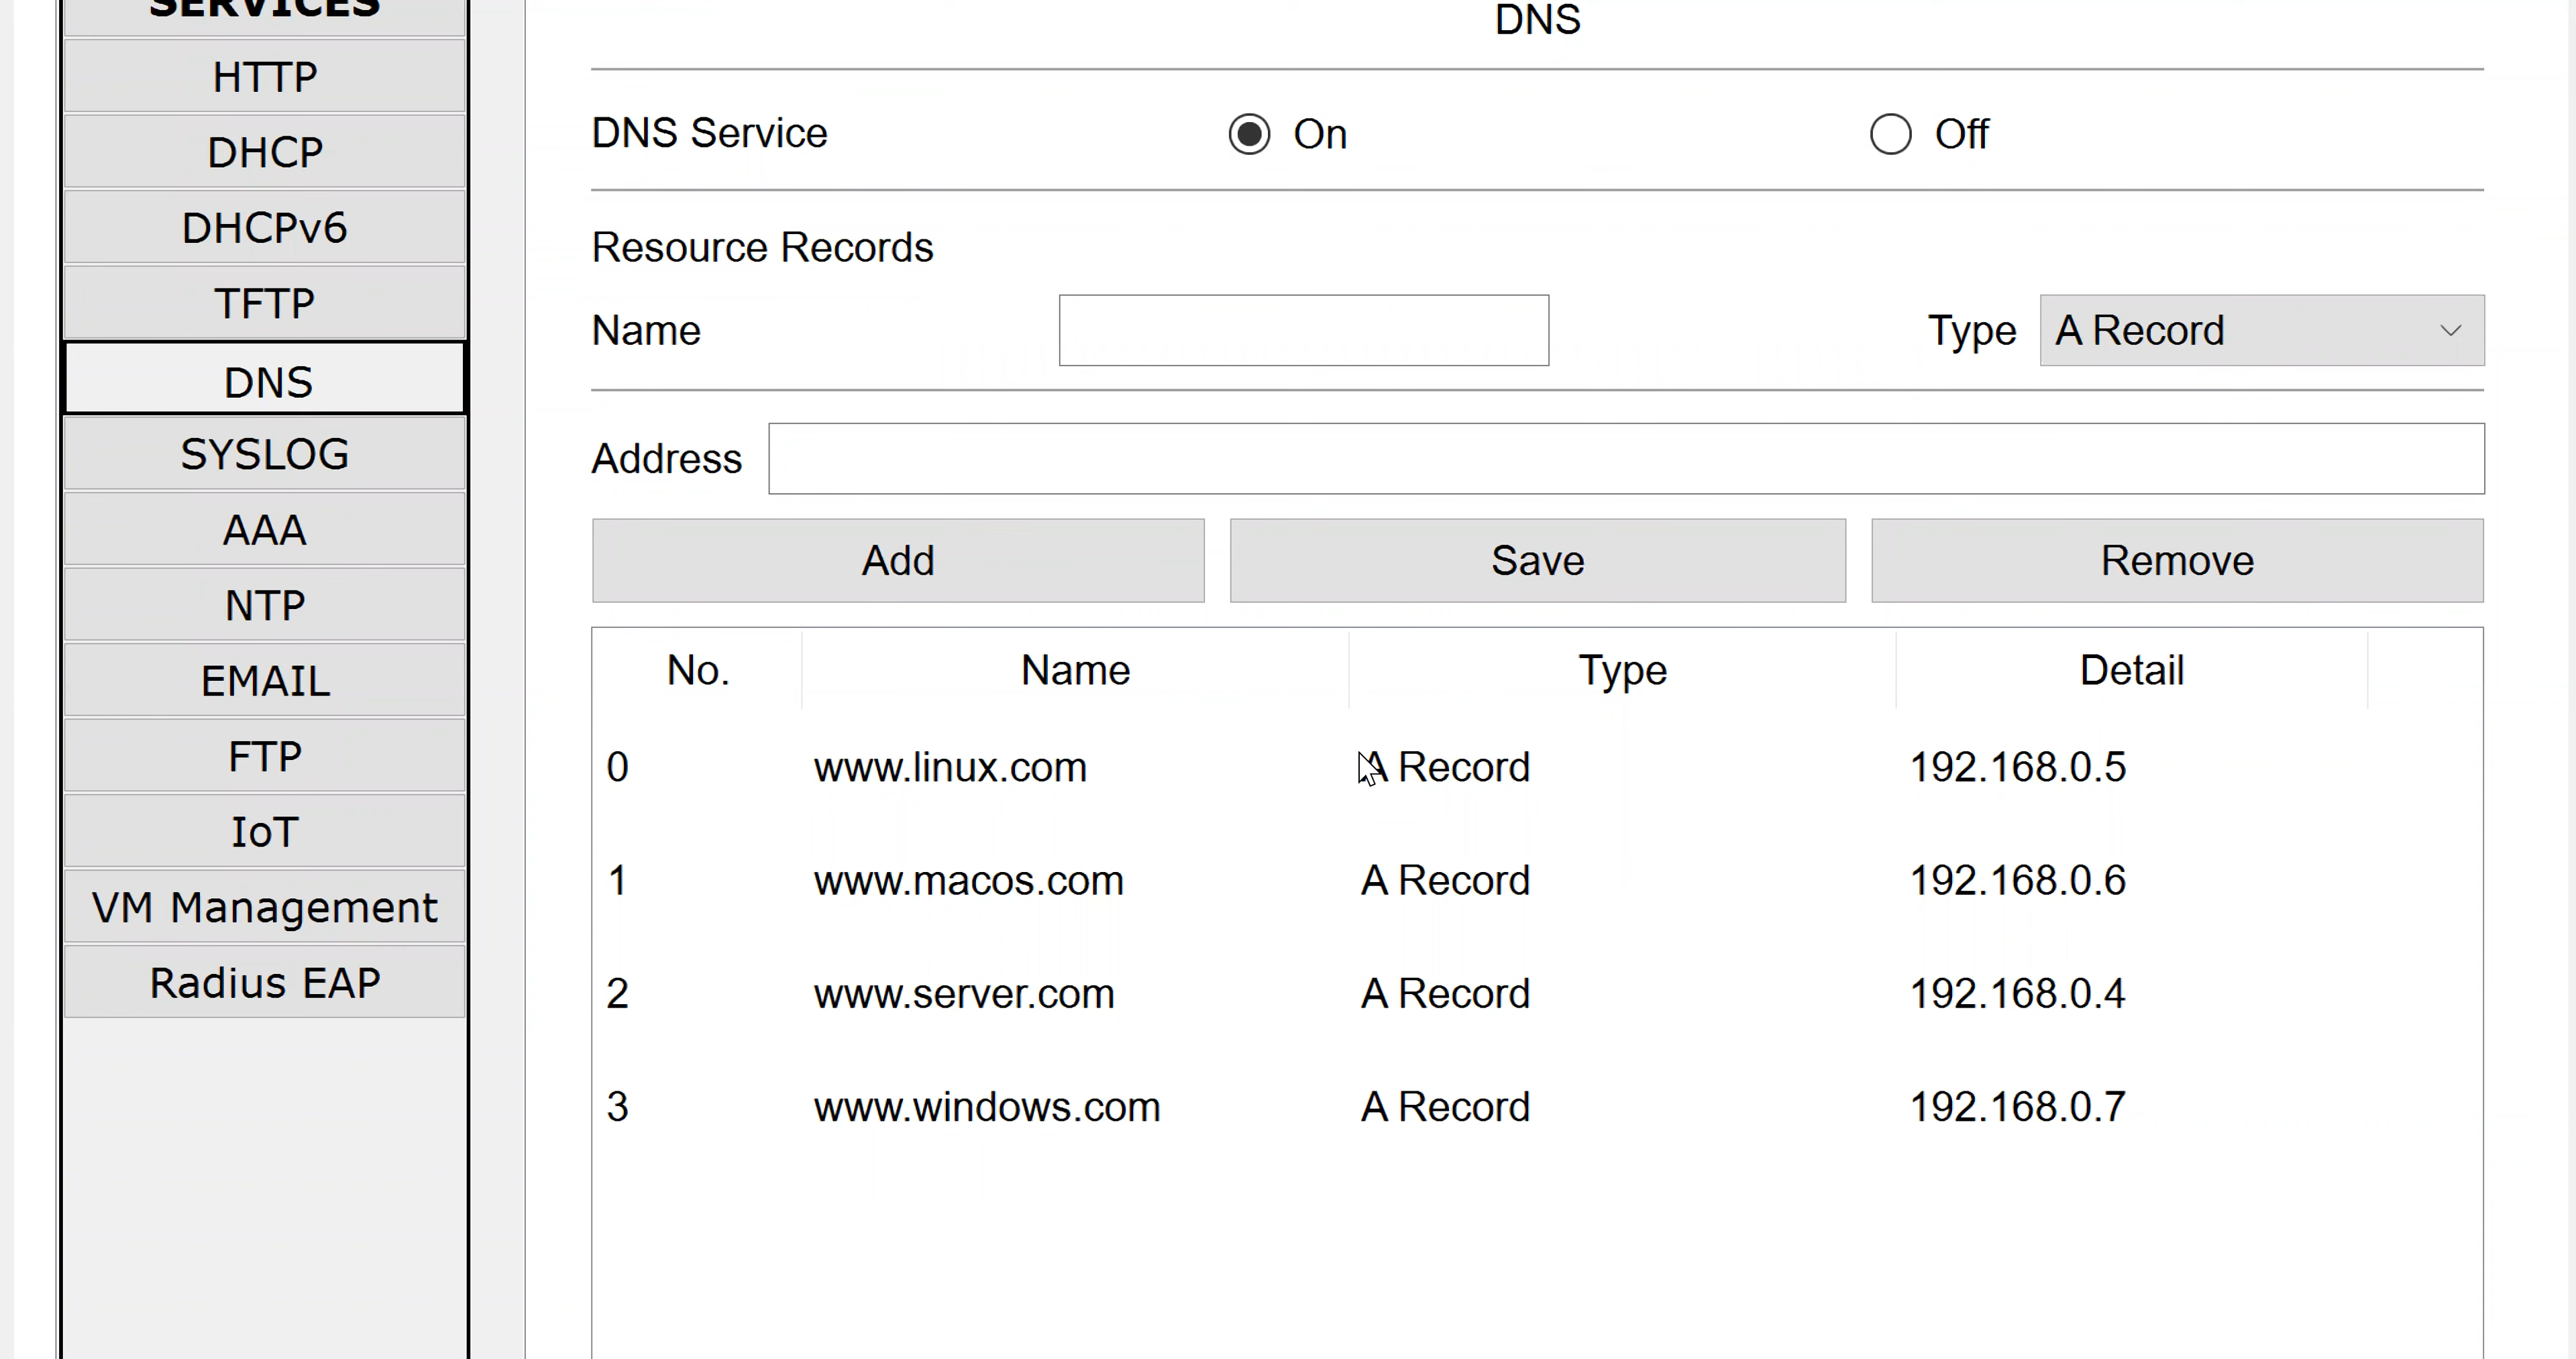 SERVICES
HTTP
DHCP
DHCPv6
TFTP
DNS
SYSLOG
AAA
NTP
EMAIL
FTP
IoT
VM Management
Radius EAP
DNS
DNS Service On Off
Resource Records
Name Type A Record
Address
Add Save Remove
No. Name Type Detail
0 www.linux.com A Record 192.168.0.5
1 www.macos.com A Record 192.168.0.6
2 www.server.com A Record 192.168.0.4
3 www.windows.com A Record 192.168.0.7